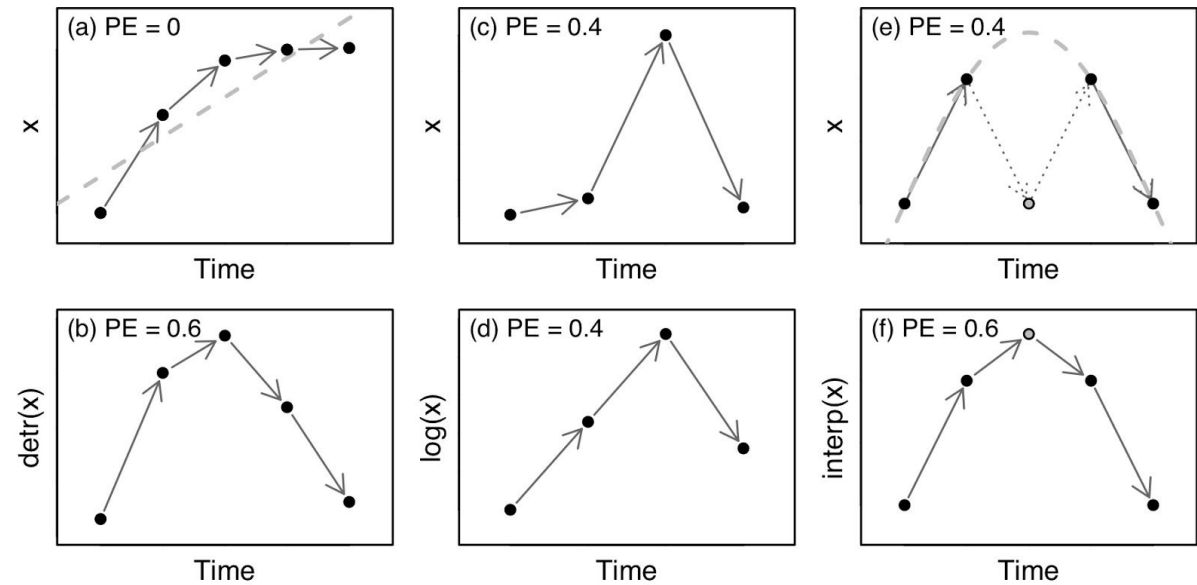 (a) PE = 0
x
Time
(c) PE = 0.4
x
Time
(e) PE = 0.4
x
Time
(b) PE = 0.6
detr(x)
Time
(d) PE = 0.4
log(x)
Time
(f) PE = 0.6
interp(x)
Time